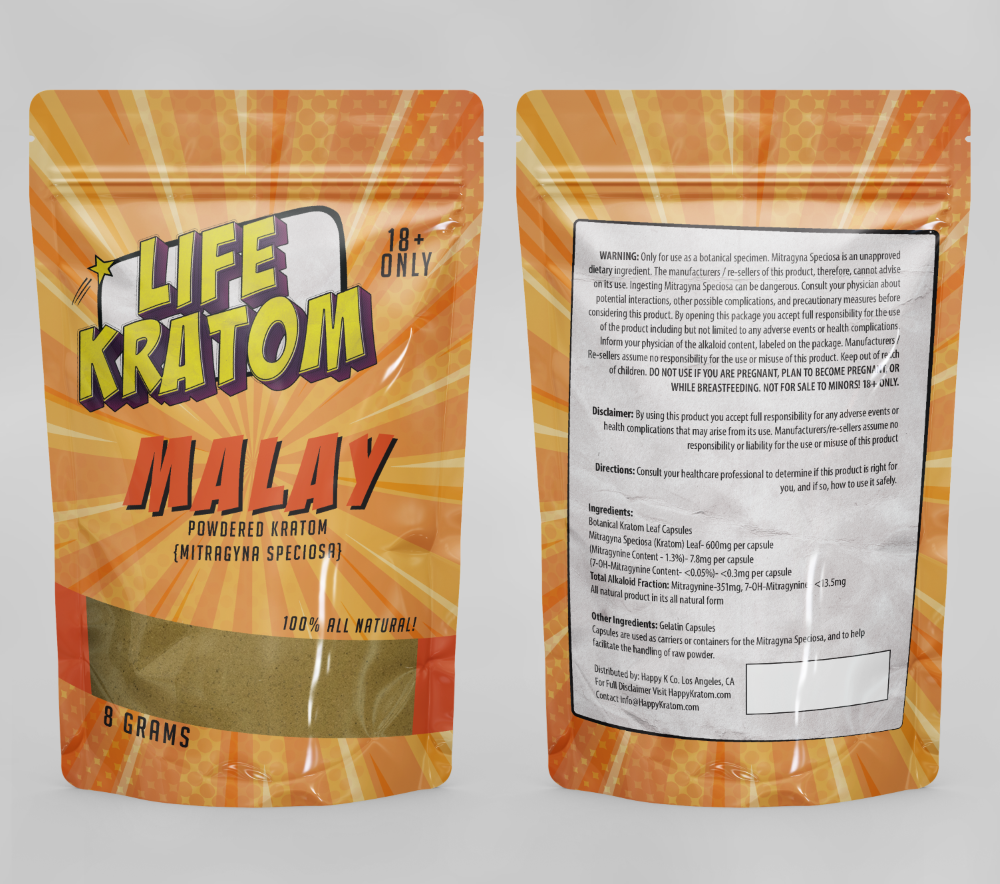 LIFE
KRATOM
18+
ONLY
MALAY
POWDERED KRATOM
{MITRAGYNA SPECIOSA}
100% ALL NATURAL!
8 GRAMS
WARNING: Only for use as a botanical specimen. Mitragyna Speciosa is an unapproved
dietary ingredient. The manufacturers / re-sellers of this product, therefore, cannot advise
on its use. Ingesting Mitragyna Speciosa can be dangerous. Consult your physician about
potential interactions, other possible complications, and precautionary measures before
considering this product. By opening this package you accept full responsibility for the use
of the product including but not limited to any adverse events or health complications.
Inform your physician of the alkaloid content, labeled on the package. Manufacturers /
Re-sellers assume no responsibility for the use or misuse of this product. Keep out of reach
of children. DO NOT USE IF YOU ARE PREGNANT, PLAN TO BECOME PREGNANT, OR
WHILE BREASTFEEDING. NOT FOR SALE TO MINORS! 18+ ONLY.
Disclaimer: By using this product you accept full responsibility for any adverse events or
health complications that may arise from its use. Manufacturers/re-sellers assume no
responsibility or liability for the use or misuse of this product
Directions: Consult your healthcare professional to determine if this product is right for
you, and if so, how to use it safely.
Ingredients:
Botanical Kratom Leaf Capsules
Mitragyna Speciosa (Kratom) Leaf- 600mg per capsule
(Mitragynine Content - 1.3%)- 7.8mg per capsule
(7-OH-Mitragynine Content- <0.05%)- <0.3mg per capsule
Total Alkaloid Fraction: Mitragynine-351mg, 7-OH-Mitragynine <13.5mg
All natural product in its all natural form
Other Ingredients: Gelatin Capsules
Capsules are used as carriers or containers for the Mitragyna Speciosa, and to help
facilitate the handling of raw powder.
Distributed by: Happy K Co. Los Angeles, CA
For Full Disclaimer Visit HappyKratom.com
Contact Info@HappyKratom.com